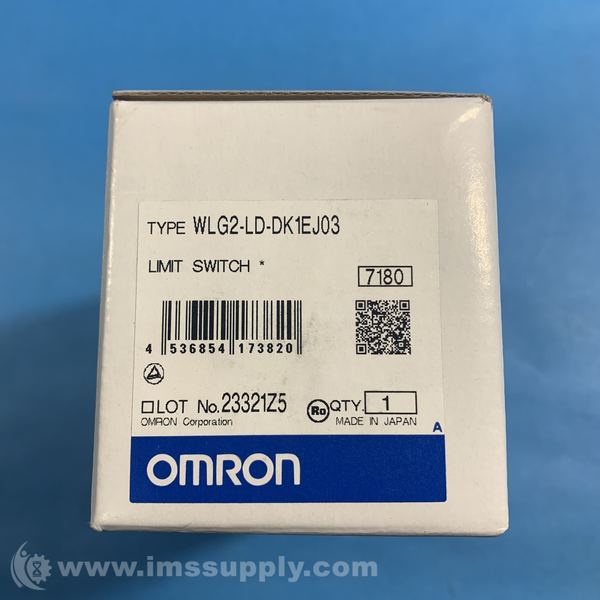 TYPE WLG2-LD-DK1EJ03
LIMIT SWITCH *
7180
4 536854 173820
LOT No. 23321Z5
Ro
QTY. 1
OMRON Corporation
MADE IN JAPAN
A
OMRON
www.imssupply.com